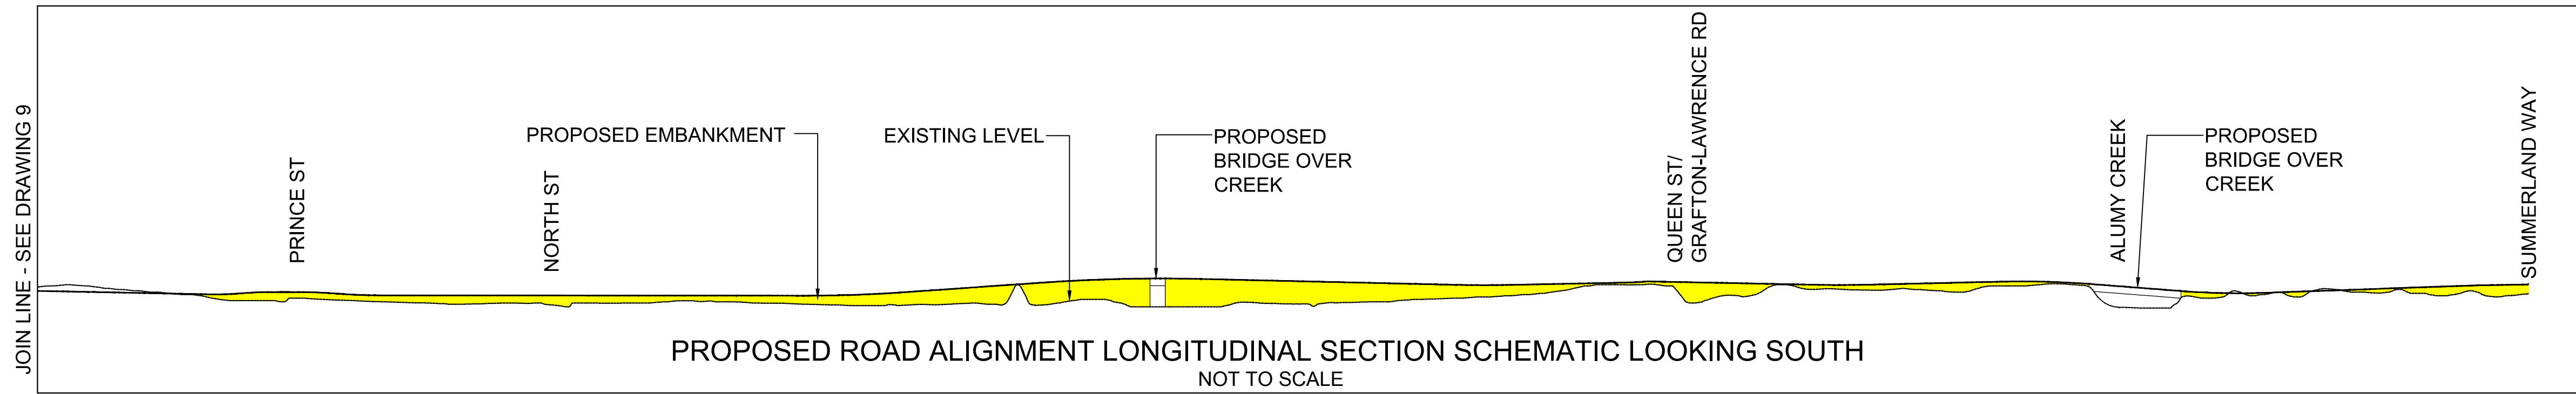 JOIN LINE - SEE DRAWING 9
PRINCE ST
NORTH ST
PROPOSED EMBANKMENT
EXISTING LEVEL
PROPOSED
BRIDGE OVER
CREEK
QUEEN ST/
GRAFTON-LAWRENCE RD
ALUMY CREEK
PROPOSED
BRIDGE OVER
CREEK
SUMMERLAND WAY
PROPOSED ROAD ALIGNMENT LONGITUDINAL SECTION SCHEMATIC LOOKING SOUTH
NOT TO SCALE